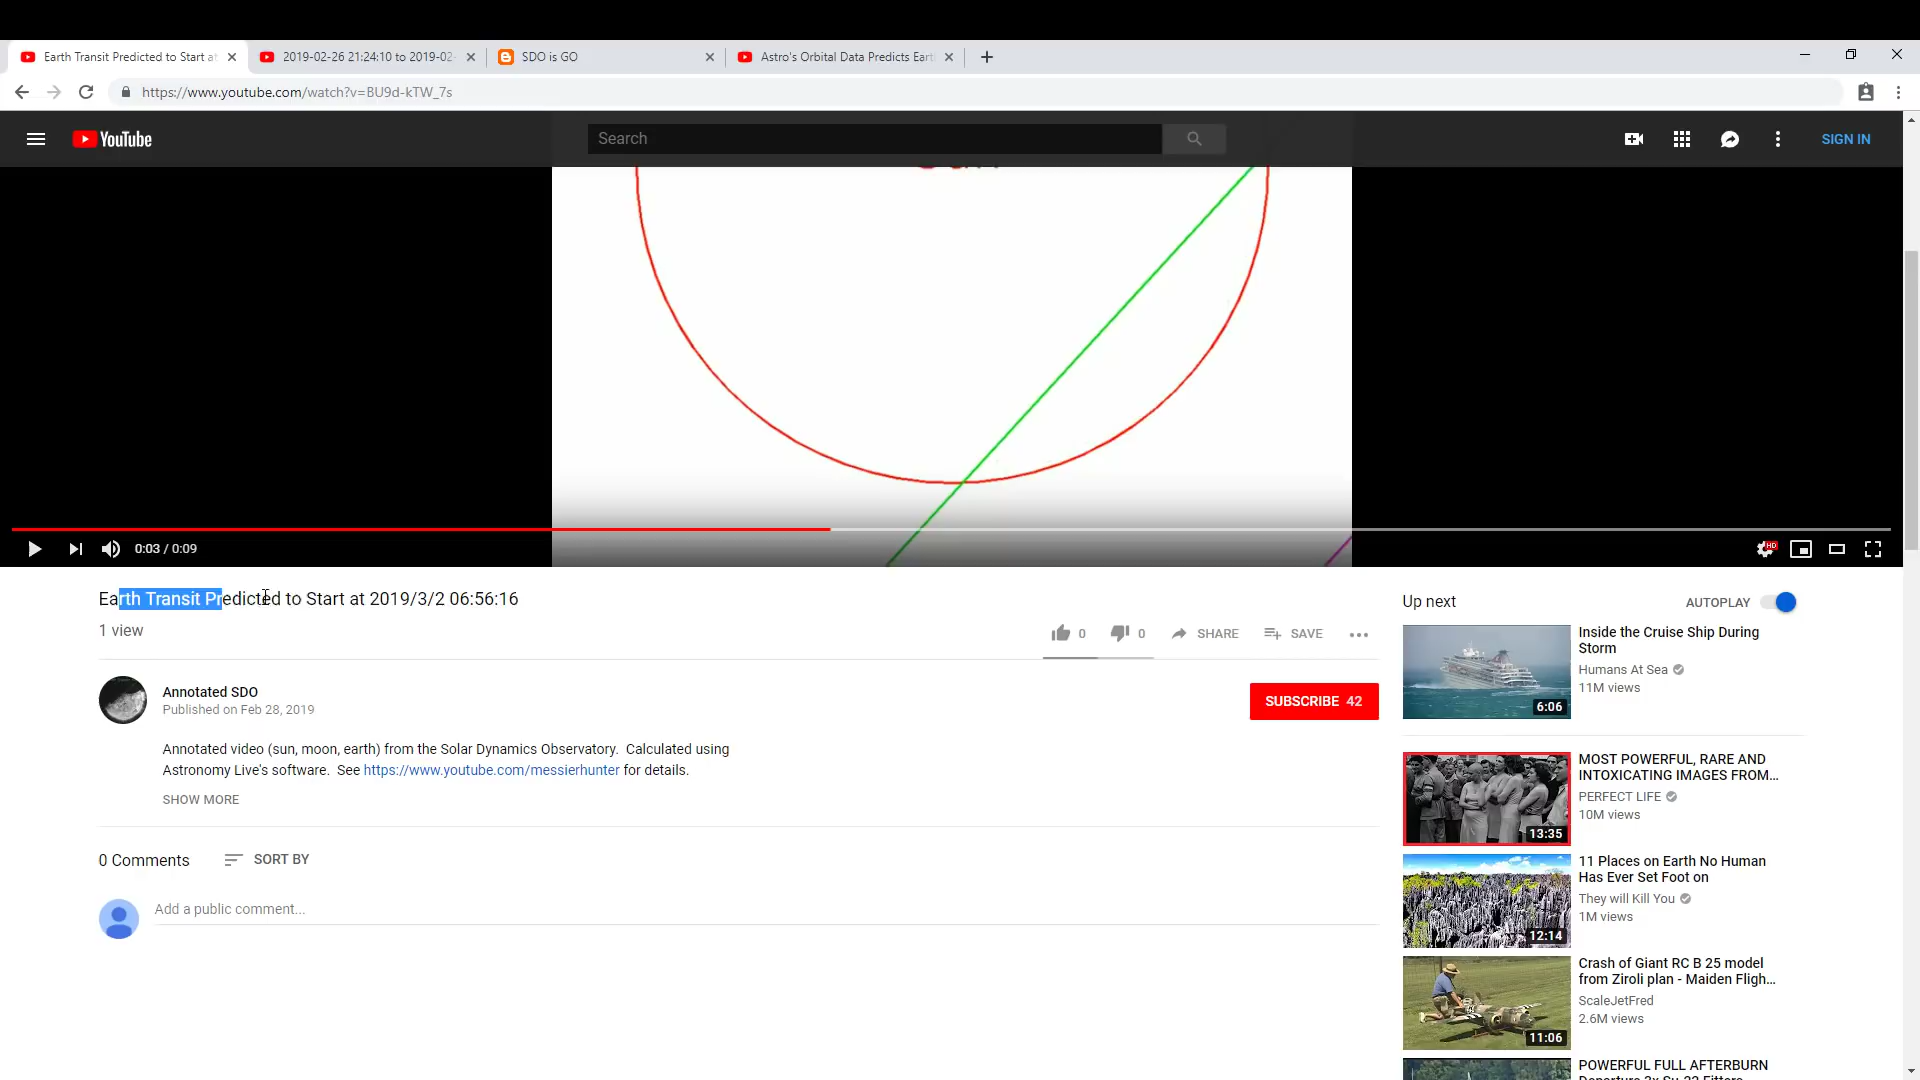 Earth Transit Predicted to Start at
2019-02-26 21:24:10 to 2019-02-
SDO is GO
Astro's Orbital Data Predicts Eart
https://www.youtube.com/watch?v=BU9d-kTW_7s
YouTube
Search
SIGN IN
0:03 / 0:09
HD
Earth Transit Predicted to Start at 2019/3/2 06:56:16
1 view
0
0
SHARE
SAVE
Annotated SDO
Published on Feb 28, 2019
SUBSCRIBE 42
Annotated video (sun, moon, earth) from the Solar Dynamics Observatory. Calculated using
Astronomy Live's software. See https://www.youtube.com/messierhunter for details.
SHOW MORE
0 Comments
SORT BY
Add a public comment...
Up next
AUTOPLAY
Inside the Cruise Ship During
Storm
Humans At Sea
11M views
6:06
MOST POWERFUL, RARE AND
INTOXICATING IMAGES FROM...
PERFECT LIFE
10M views
13:35
11 Places on Earth No Human
Has Ever Set Foot on
They will Kill You
1M views
12:14
Crash of Giant RC B 25 model
from Ziroli plan - Maiden Fligh...
ScaleJetFred
2.6M views
11:06
POWERFUL FULL AFTERBURN